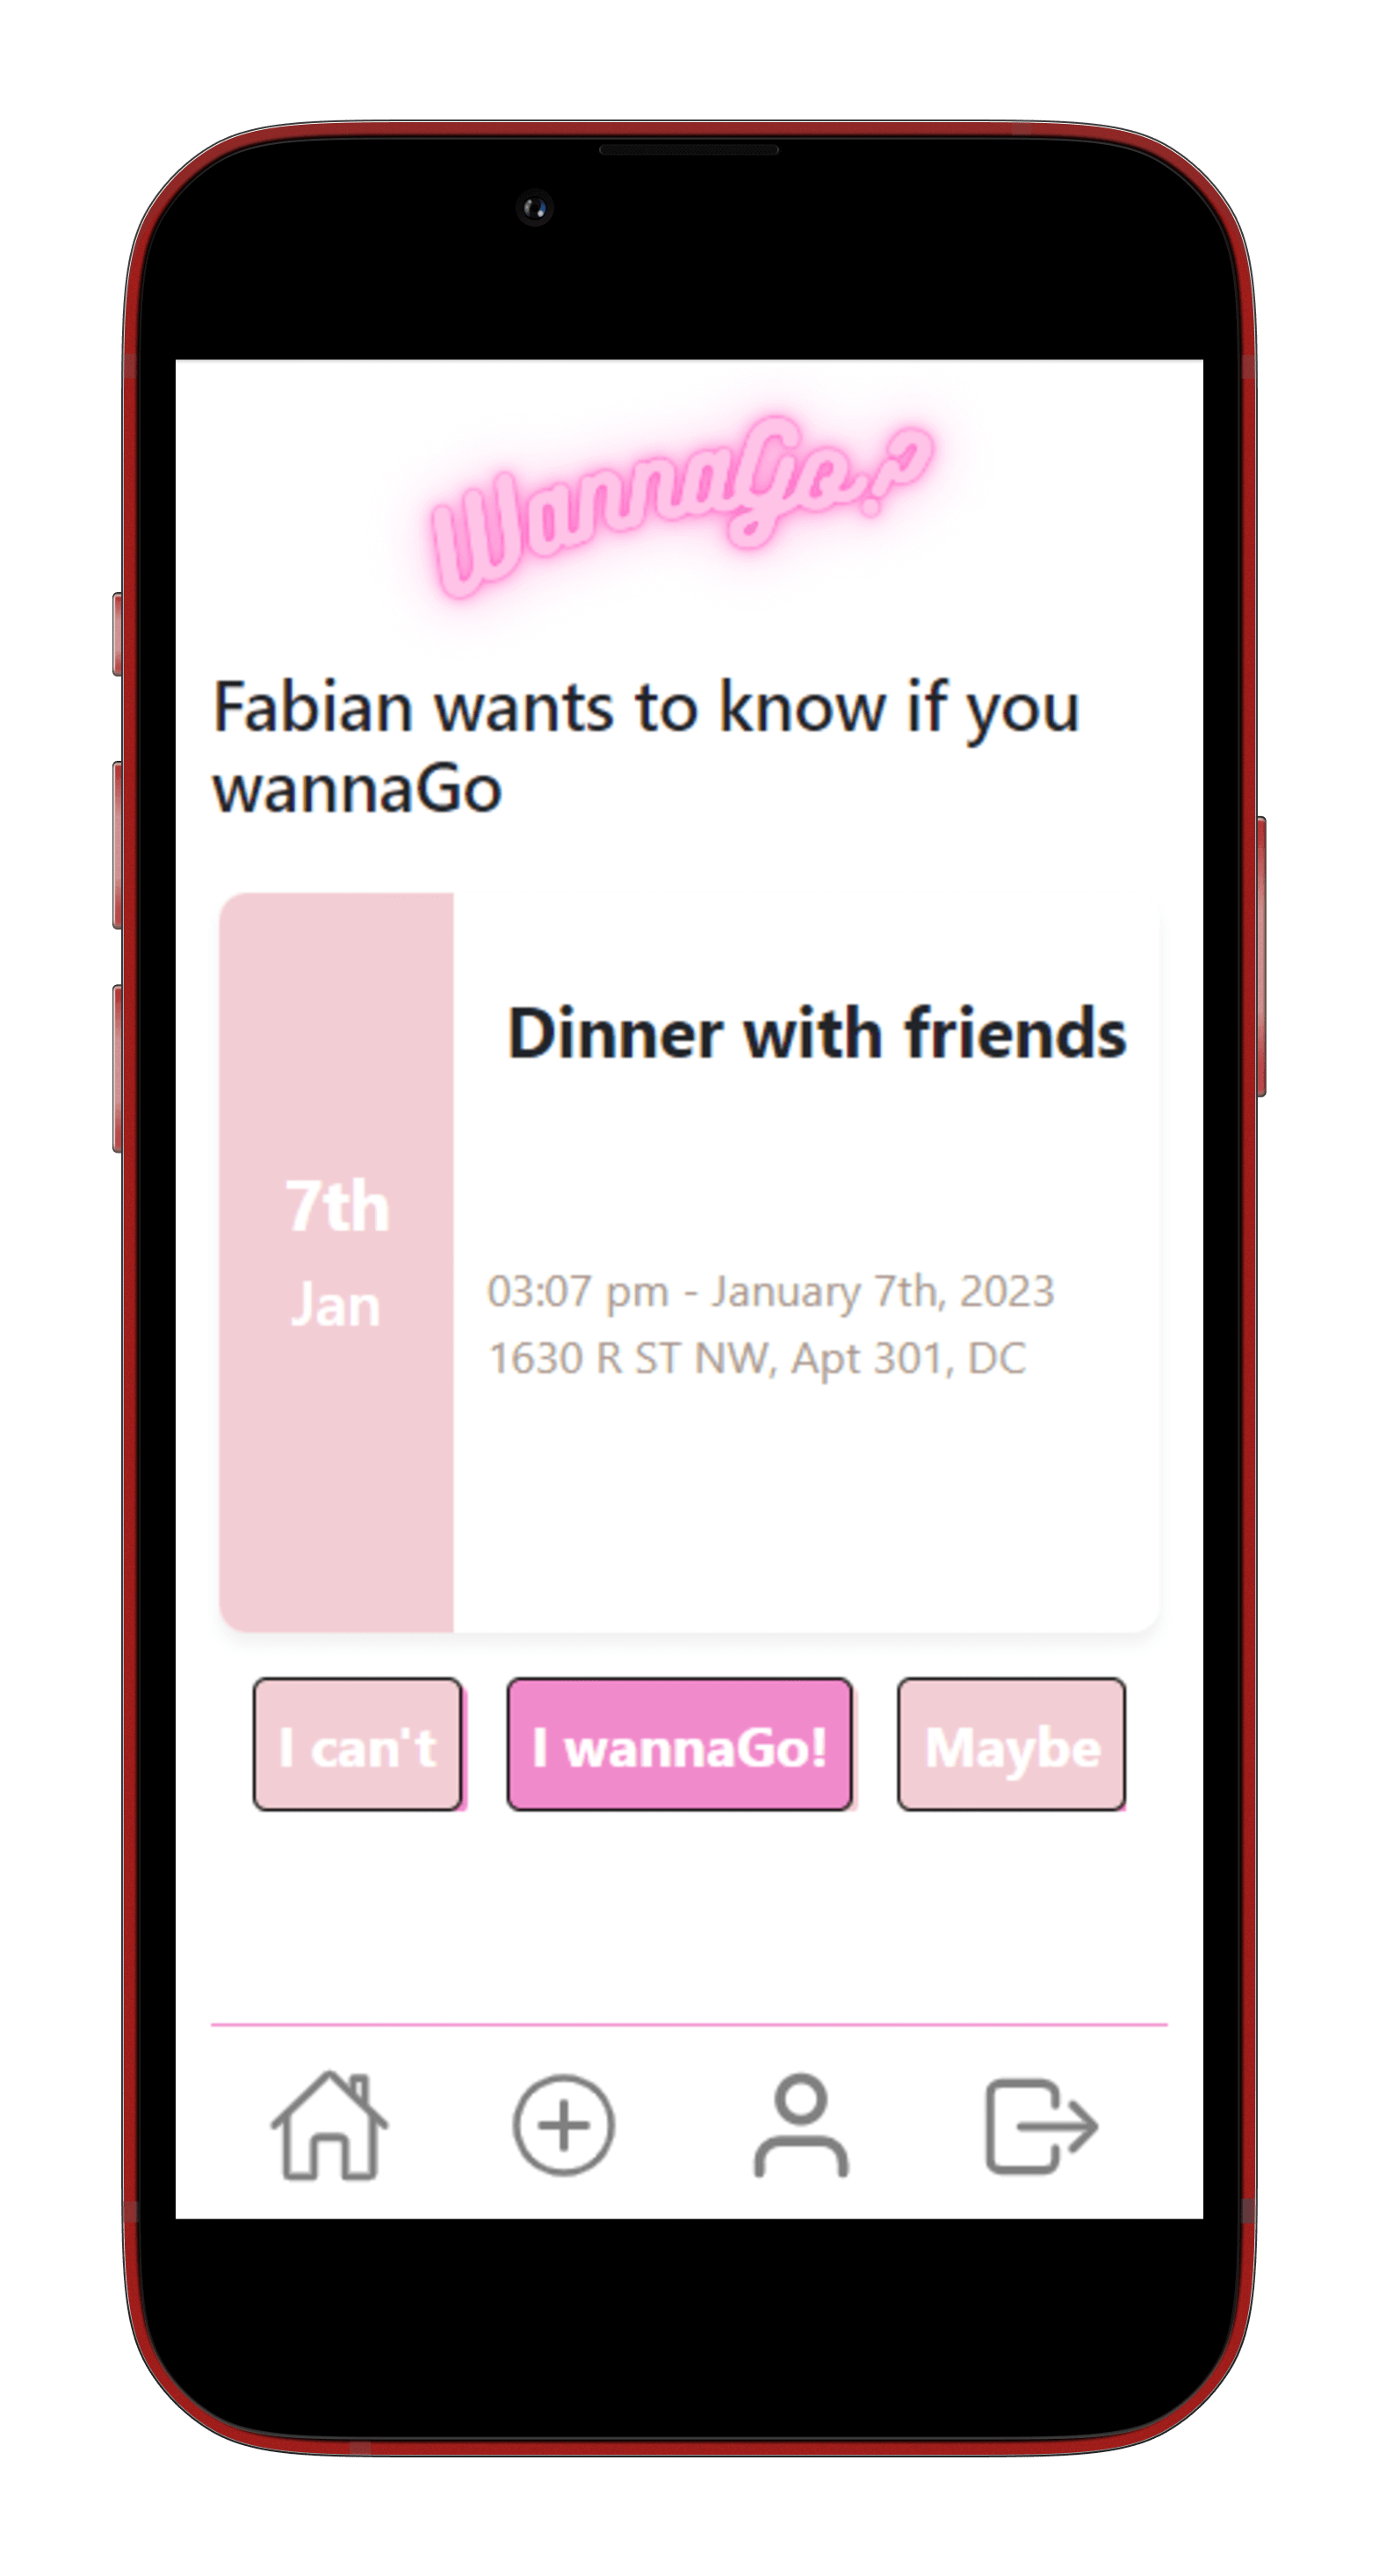 WannaGo?
Fabian wants to know if you
wannaGo
Dinner with friends
7th
Jan
03:07 pm - January 7th, 2023
1630 R ST NW, Apt 301, DC
I can't
I wannaGo!
Maybe